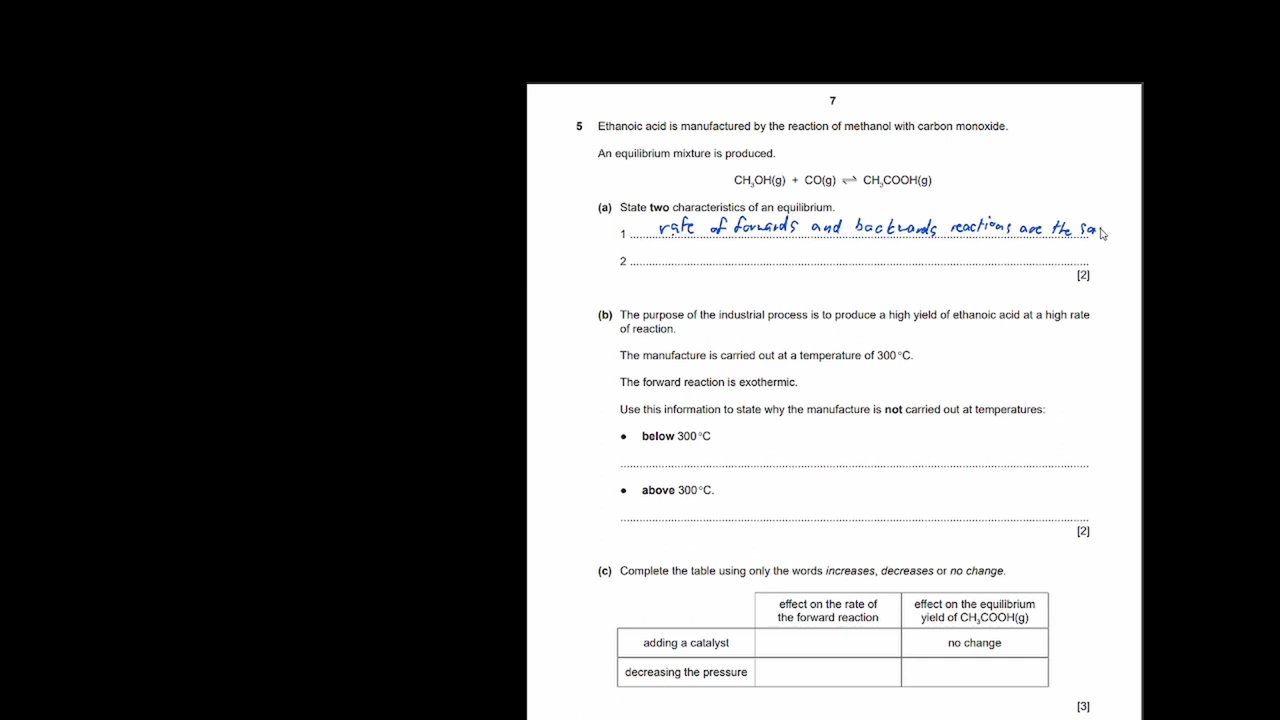 7
5 Ethanoic acid is manufactured by the reaction of methanol with carbon monoxide.
An equilibrium mixture is produced.
CH₃OH(g) + CO(g) ⇌ CH₃COOH(g)
(a) State two characteristics of an equilibrium.
1 rate of forwards and backwards reactions are the sa
2
[2]
(b) The purpose of the industrial process is to produce a high yield of ethanoic acid at a high rate
of reaction.
The manufacture is carried out at a temperature of 300 °C.
The forward reaction is exothermic.
Use this information to state why the manufacture is not carried out at temperatures:
• below 300 °C
• above 300 °C.
[2]
(c) Complete the table using only the words increases, decreases or no change.
effect on the rate of the forward reaction
effect on the equilibrium yield of CH₃COOH(g)
adding a catalyst no change
decreasing the pressure
[3]